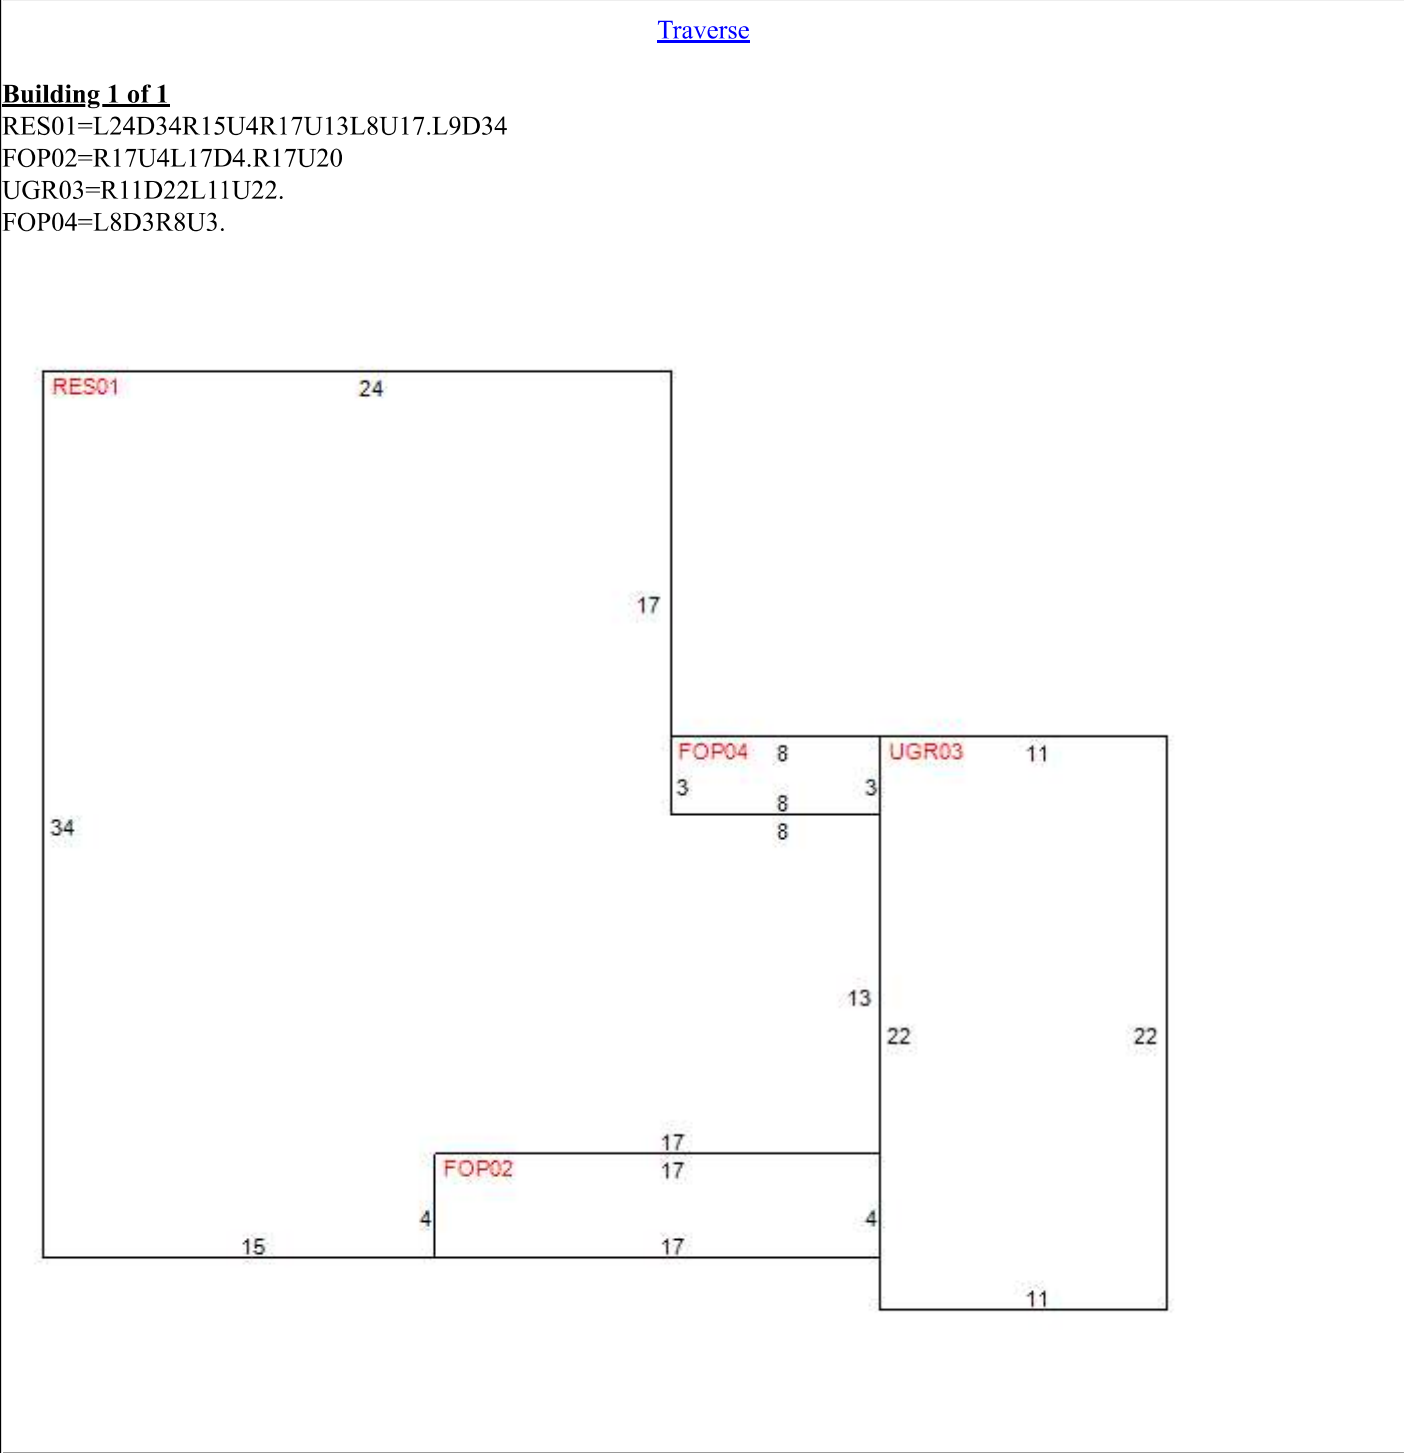 Traverse
Building 1 of 1
RES01=L24D34R15U4R17U13L8U17.L9D34
FOP02=R17U4L17D4.R17U20
UGR03=R11D22L11U22.
FOP04=L8D3R8U3.
RES01 24
17
FOP04 8 UGR03 11
3 3
8
34 8
13
22 22
17
FOP02 17
4 4
15 17
11